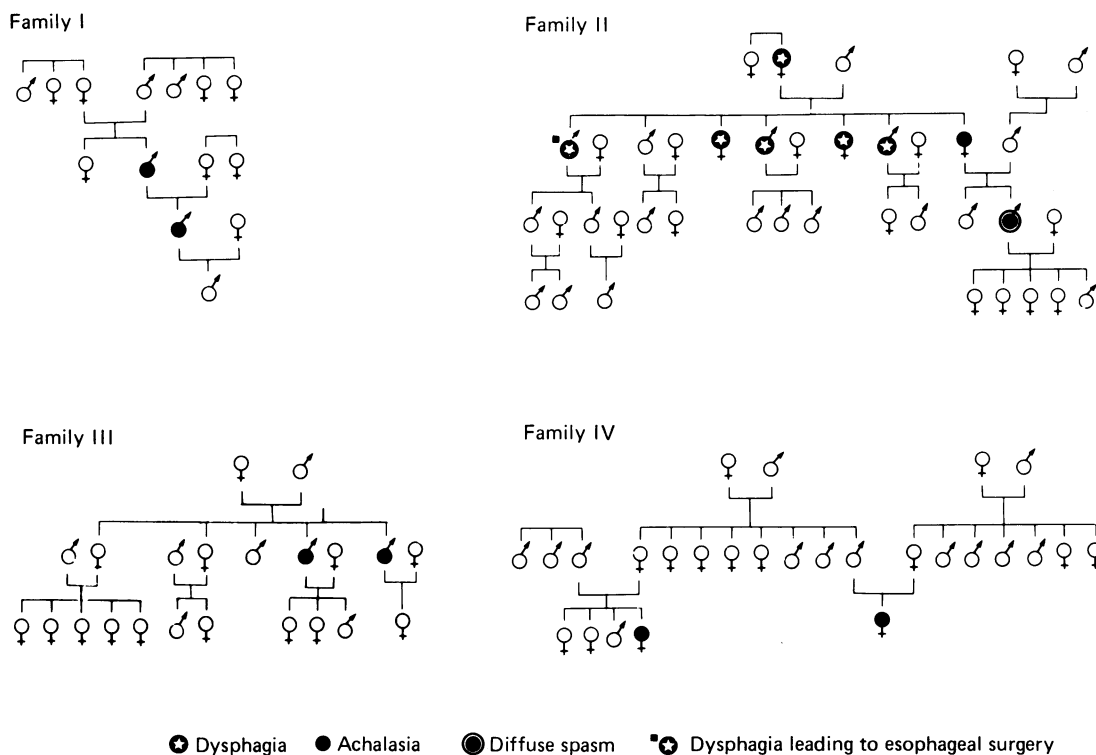 Family I
Family II
Family III
Family IV
Dysphagia Achalasia Diffuse spasm Dysphagia leading to esophageal surgery